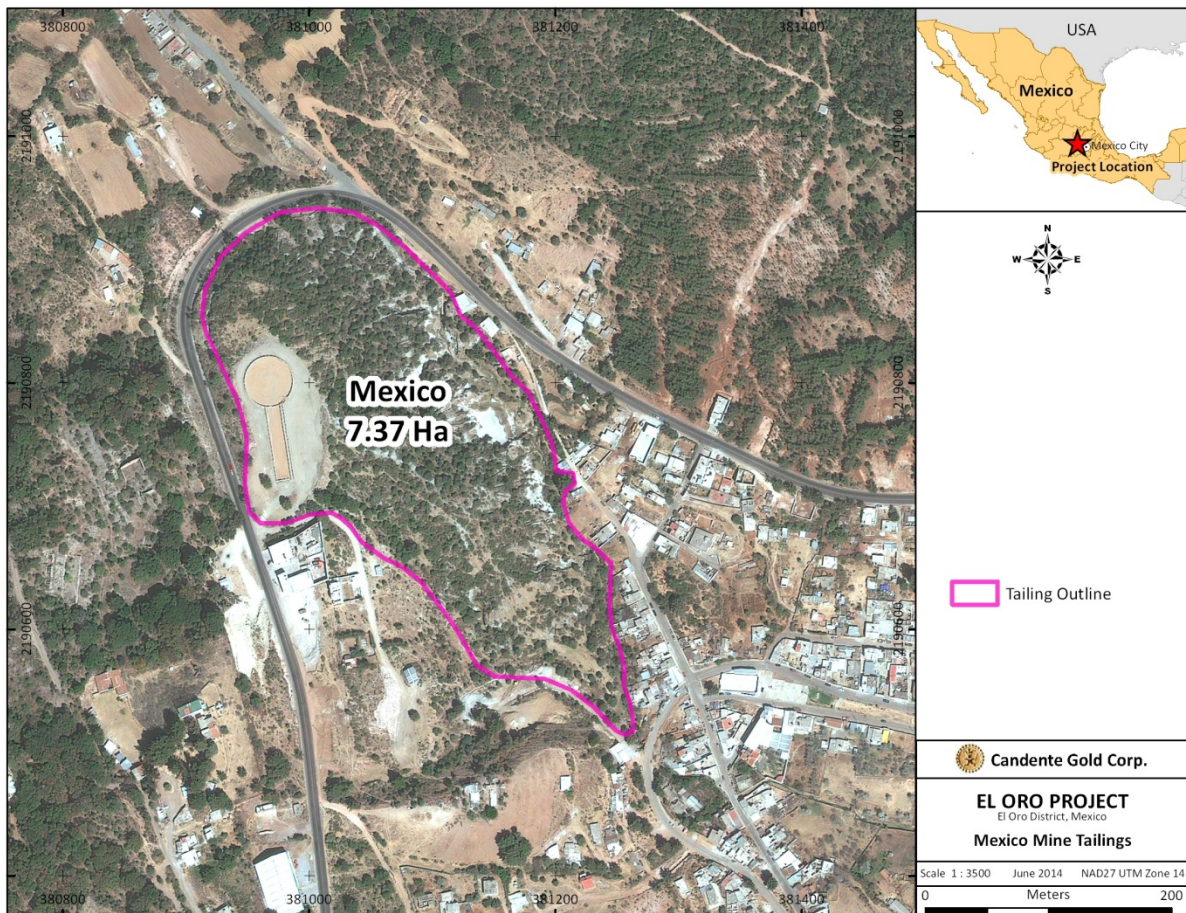 380800
381000
381200
381400
2191000
2191000
2190800
2190800
2190600
2190600
380800
381000
381200
381400
Mexico
7.37 Ha
USA
Mexico
Mexico City
Project Location
N
W
E
S
Tailing Outline
Candente Gold Corp.
EL ORO PROJECT
El Oro District, Mexico
Mexico Mine Tailings
Scale 1 : 3500 June 2014 NAD27 UTM Zone 14
0 Meters 200